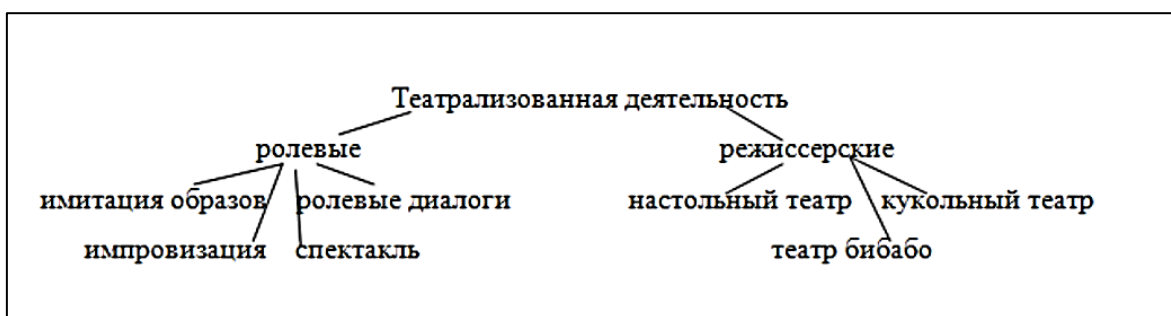 Театрализованная деятельность
ролевые режиссерские
имитация образов ролевые диалоги настольный театр кукольный театр
импровизация спектакль театр бибабо